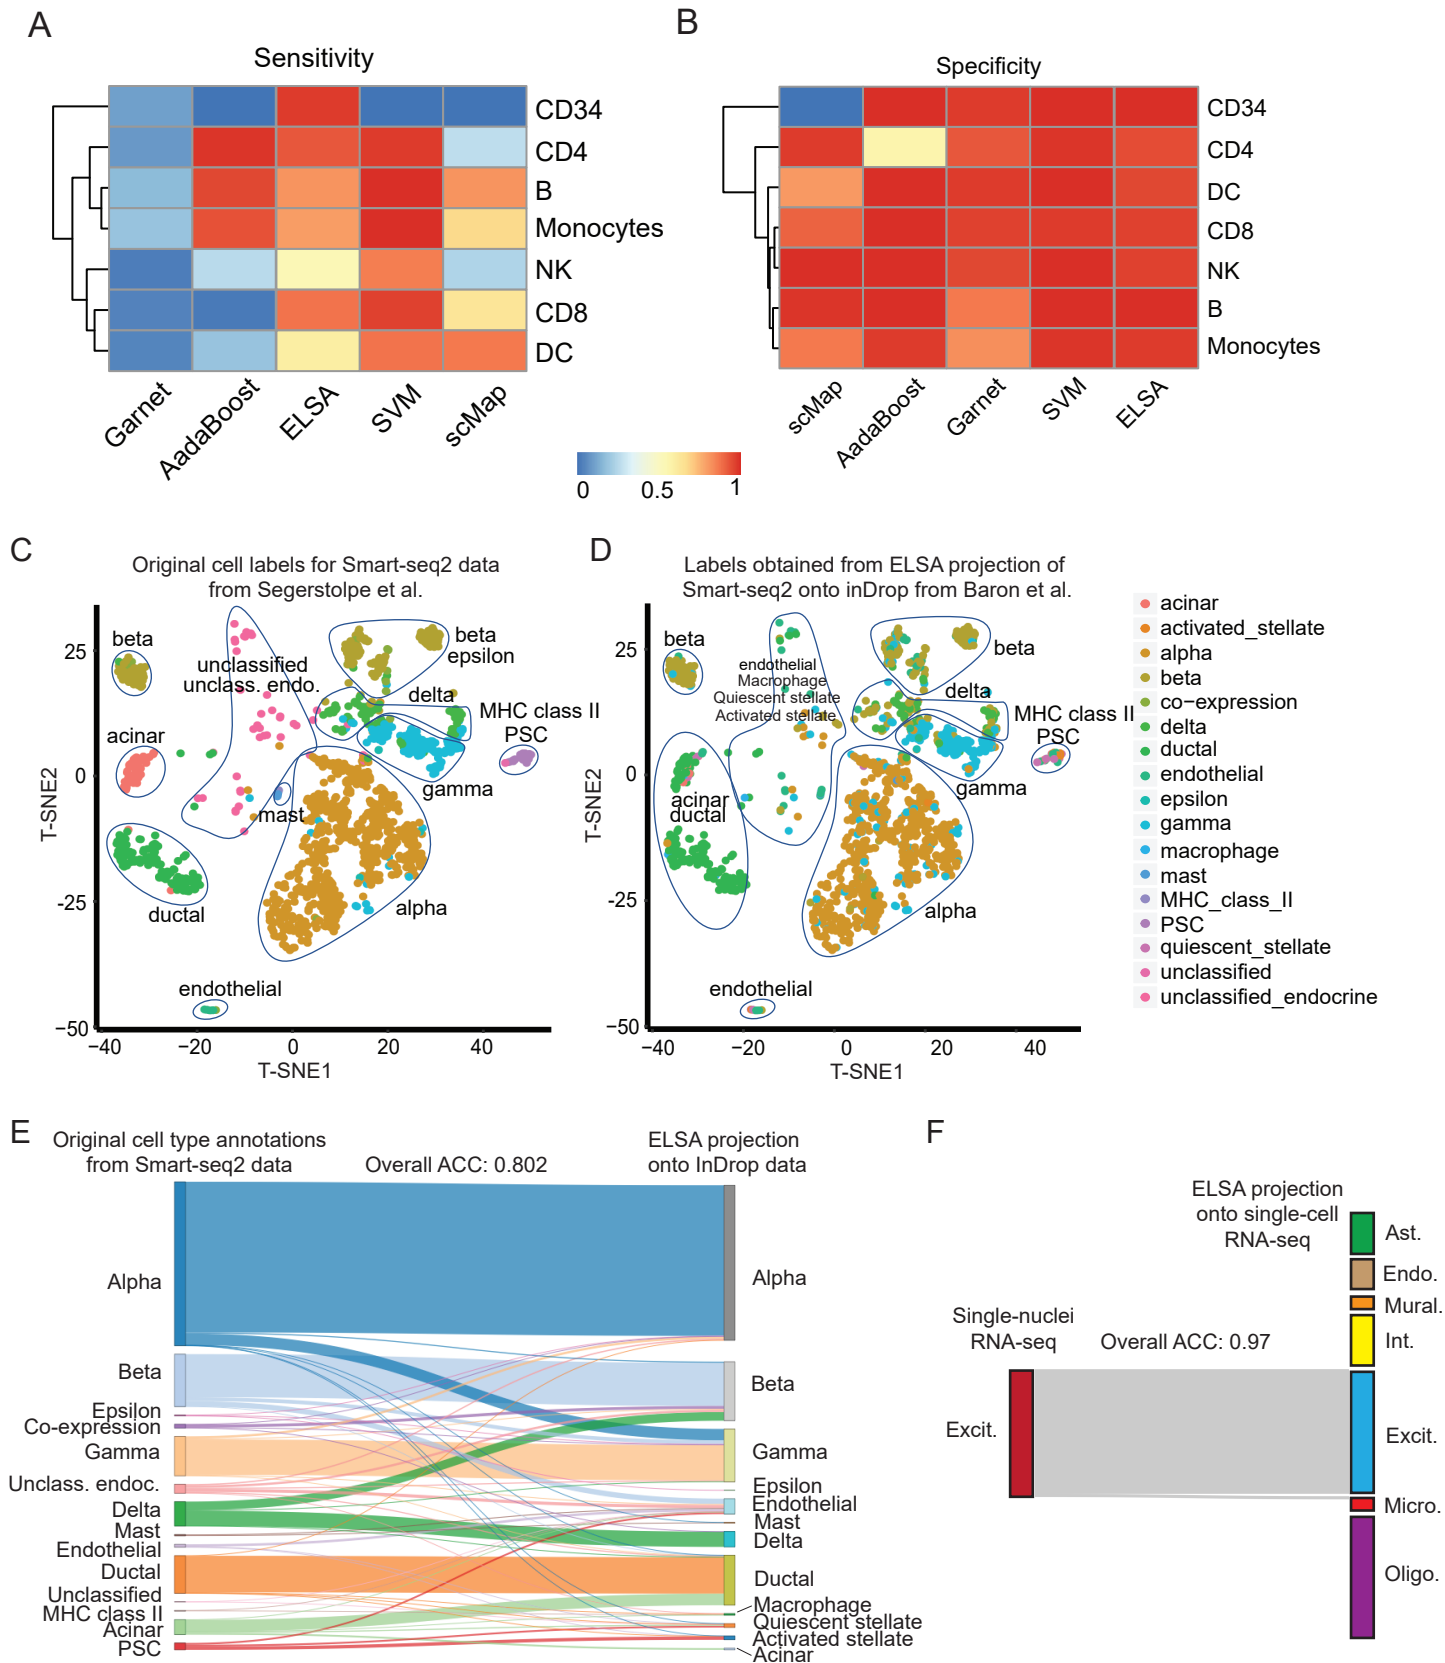 A
Sensitivity
CD34
CD4
B
Monocytes
NK
CD8
DC
Garnet
AadaBoost
ELSA
SVM
scMap
B
Specificity
CD34
CD4
DC
CD8
NK
B
Monocytes
scMap
AadaBoost
Garnet
SVM
ELSA
0
0.5
1
C
Original cell labels for Smart-seq2 data
from Segerstolpe et al.
T-SNE2
25
0
-25
−50
beta
unclassified
unclass. endo.
beta
epsilon
delta
MHC class II
PSC
acinar
gamma
mast
ductal
alpha
endothelial
−40
−20
0
20
40
T-SNE1
D
Labels obtained from ELSA projection of
Smart-seq2 onto inDrop from Baron et al.
T-SNE2
25
0
-25
−50
beta
endothelial
Macrophage
Quiescent stellate
Activated stellate
beta
delta
MHC class II
PSC
acinar
ductal
gamma
alpha
endothelial
−40
−20
0
20
40
T-SNE1
acinar
activated_stellate
alpha
beta
co−expression
delta
ductal
endothelial
epsilon
gamma
macrophage
mast
MHC_class_II
PSC
quiescent_stellate
unclassified
unclassified_endocrine
E
Original cell type annotations
from Smart-seq2 data
Overall ACC: 0.802
ELSA projection
onto InDrop data
Alpha
Beta
Epsilon
Co-expression
Gamma
Unclass. endoc.
Delta
Mast
Endothelial
Ductal
Unclassified
MHC class II
Acinar
PSC
Alpha
Beta
Gamma
Epsilon
Endothelial
Mast
Delta
Ductal
Macrophage
Quiescent stellate
Activated stellate
Acinar
F
ELSA projection
onto single-cell
RNA-seq
Single-nuclei
RNA-seq
Overall ACC: 0.97
Excit.
Ast.
Endo.
Mural.
Int.
Excit.
Micro.
Oligo.